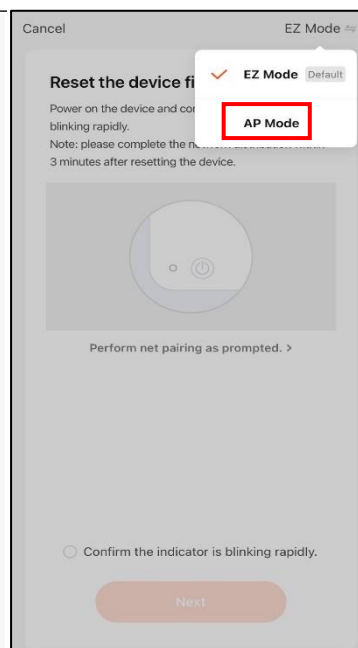 Cancel
EZ Mode
EZ Mode Default
AP Mode
Reset the device
Power on the device and
blinking rapidly.
Note: please complete the
3 minutes after resetting the device.
Perform net pairing as prompted. >
Confirm the indicator is blinking rapidly.
Next